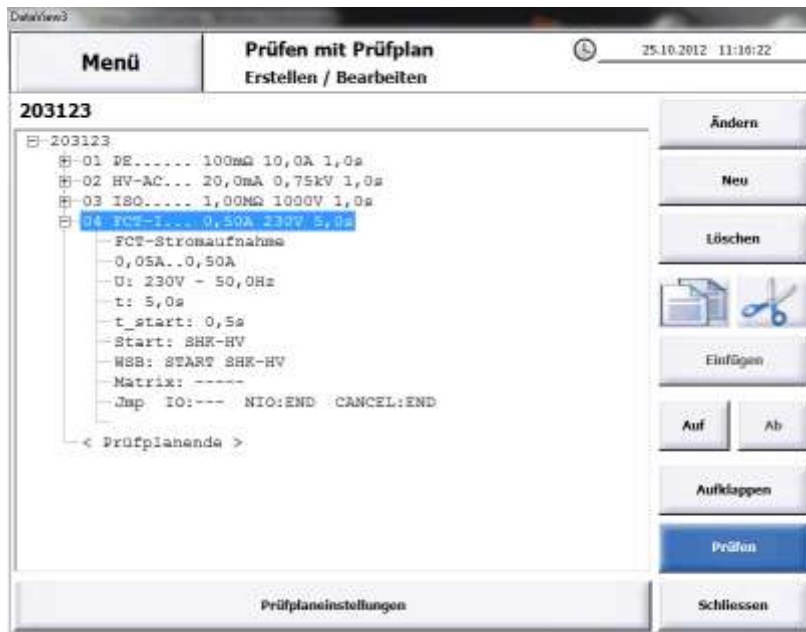 DataView3
Menü
Prüfen mit Prüfplan
Erstellen / Bearbeiten
25.10.2012 11:16:22
203123
203123
01 PE...... 100mΩ 10,0A 1,0s
02 HV-AC... 20,0mA 0,75kV 1,0s
03 ISO..... 1,00MΩ 1000V 1,0s
04 FCT-I... 0,50A 230V 5,0s
FCT-Stromaufnahme
0,05A..0,50A
U: 230V - 50,0Hz
t: 5,0s
t_start: 0,5s
Start: SHK-HV
WSB: START SHK-HV
Matrix: -----
Jmp IO:--- NIO:END CANCEL:END
< Prüfplanende >
Ändern
Neu
Löschen
Einfügen
Auf
Ab
Aufklappen
Prüfen
Prüfplaneinstellungen
Schliessen